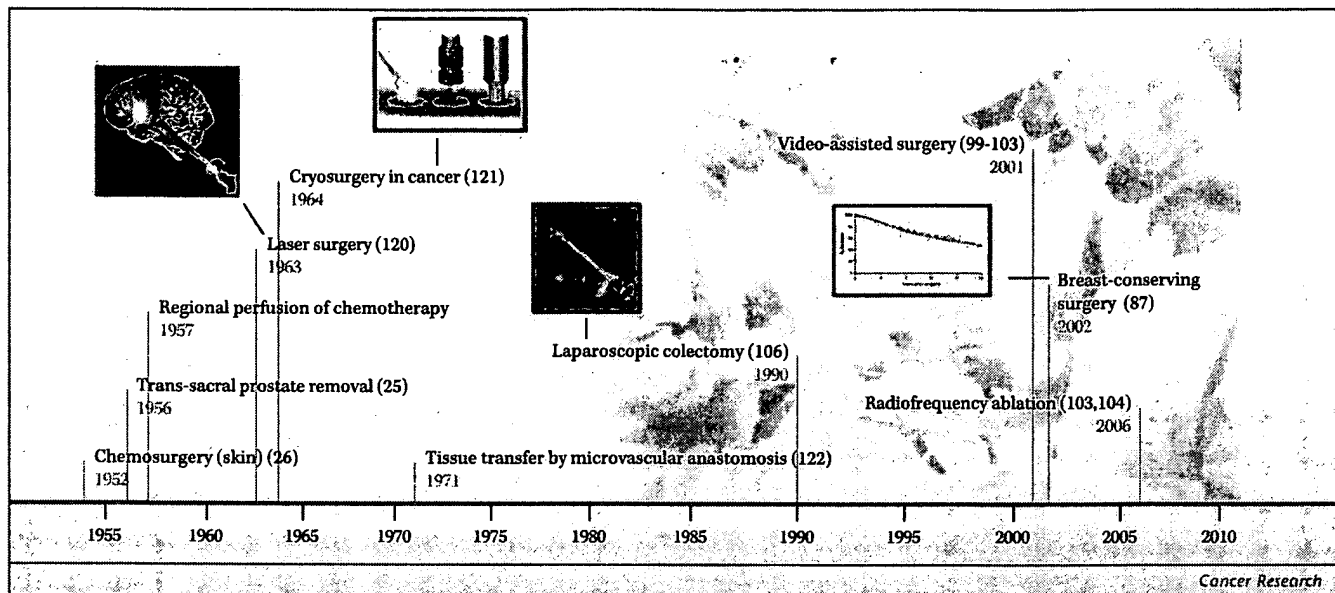 Cryosurgery in cancer (121)
1964
Laser surgery (120)
1963
Regional perfusion of chemotherapy
1957
Trans-sacral prostate removal (25)
1956
Chemosurgery (skin) (26)
1952
Tissue transfer by microvascular anastomosis (122)
1971
Laparoscopic colectomy (106)
1990
Video-assisted surgery (99-103)
2001
Breast-conserving
surgery (87)
2002
Radiofrequency ablation (103,104)
2006
1955 1960 1965 1970 1975 1980 1985 1990 1995 2000 2005 2010
Cancer Research